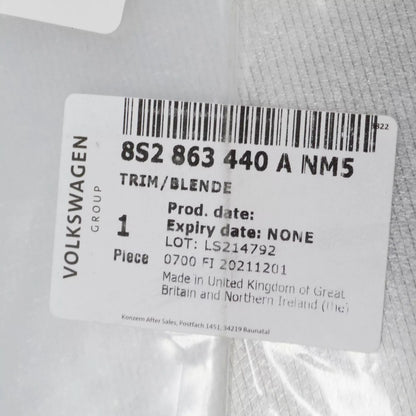 VOLKSWAGEN
GROUP
3822
8S2 863 440 A NM5
TRIM/BLENDE
1
Piece
Prod. date:
Expiry date: NONE
LOT: LS214792
0700 FI 20211201
Made in United Kingdom of Great
Britain and Northern Ireland (the)
Konzern After Sales, Postfach 1451, 34219 Baunatal